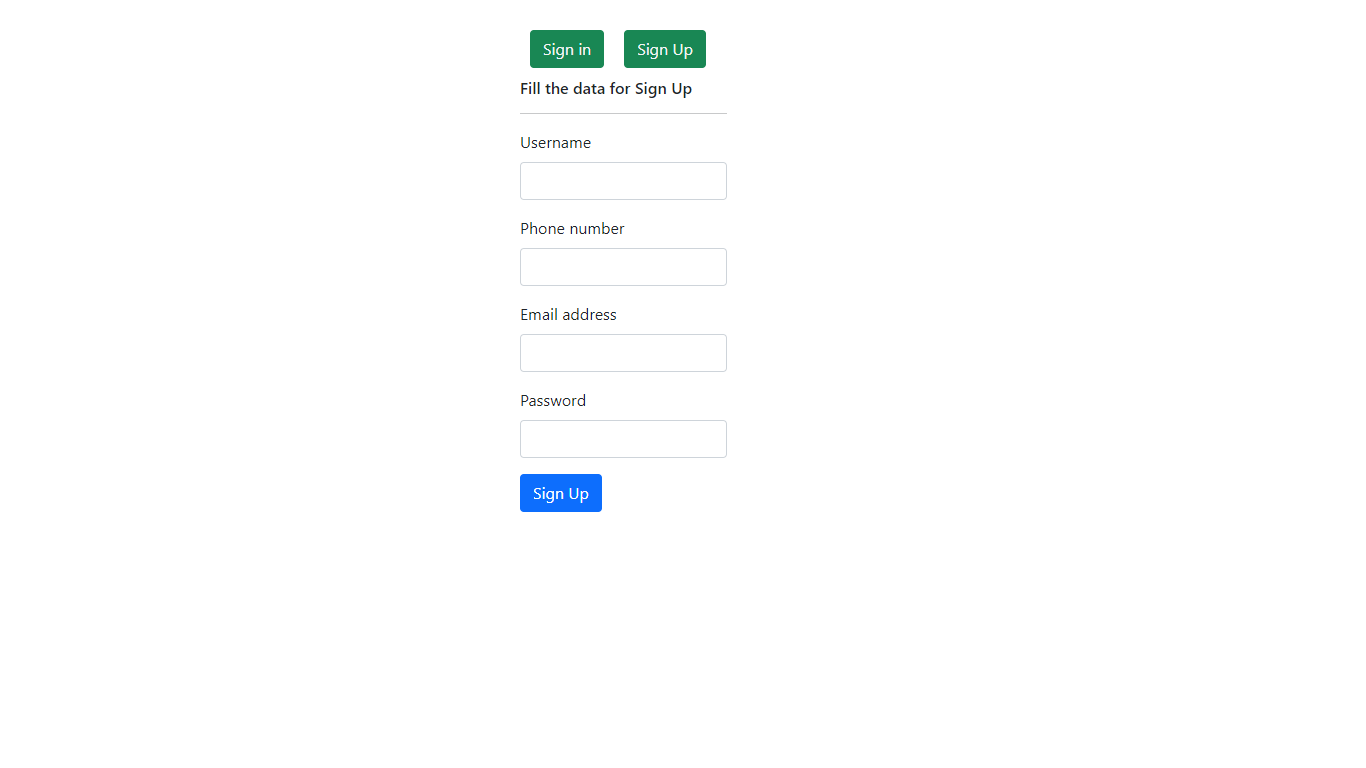 Sign in Sign Up
Fill the data for Sign Up
Username
Phone number
Email address
Password
Sign Up